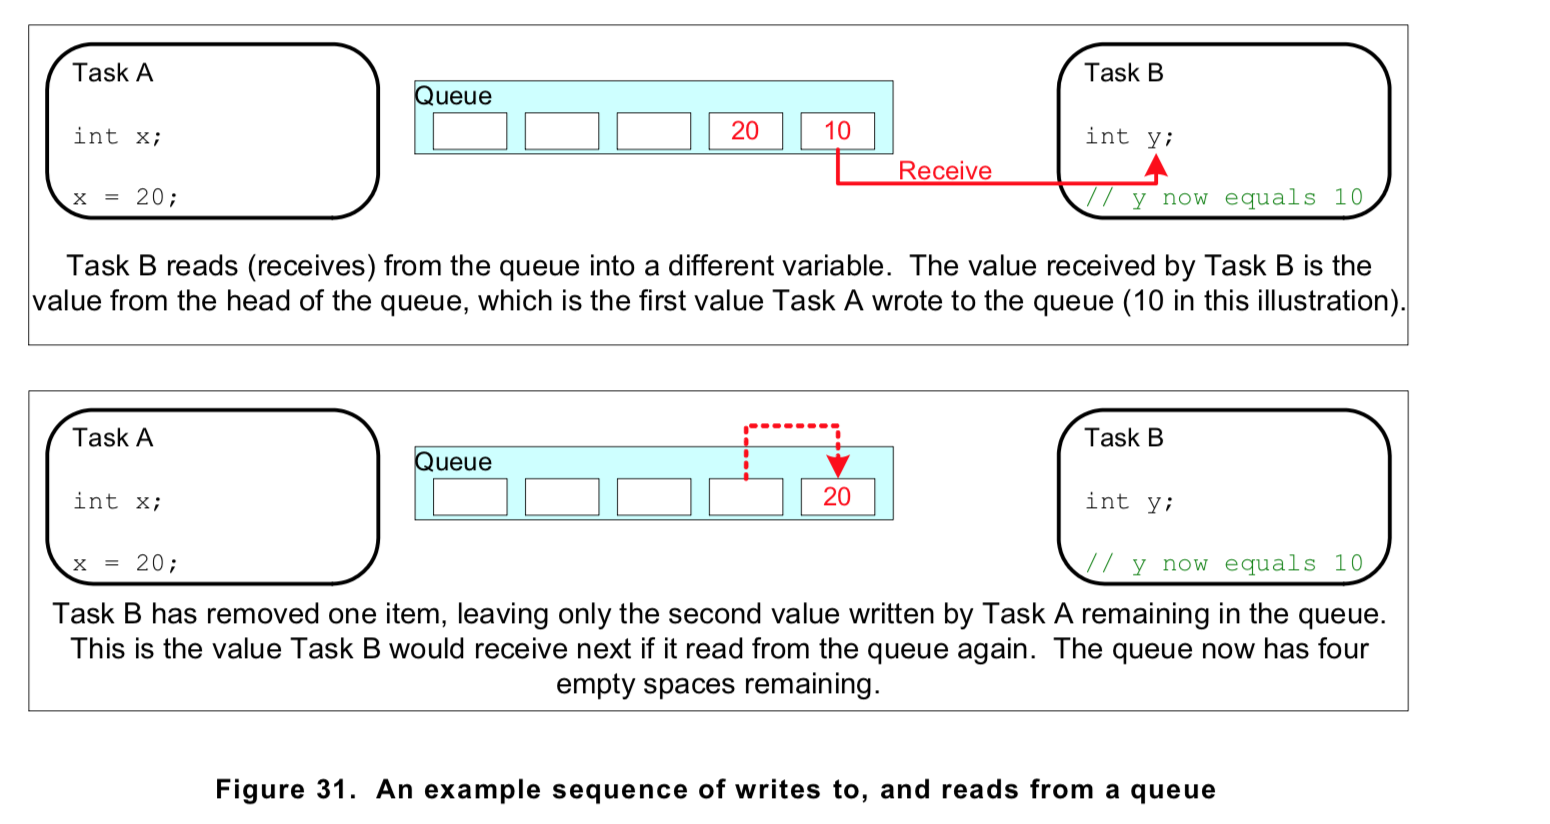 Task A
int x;
x = 20;
Queue
20 10
Receive
Task B
int y;
// y now equals 10
Task B reads (receives) from the queue into a different variable.  The value received by Task B is the
value from the head of the queue, which is the first value Task A wrote to the queue (10 in this illustration).
Task A
int x;
x = 20;
Queue
20
Task B
int y;
// y now equals 10
Task B has removed one item, leaving only the second value written by Task A remaining in the queue.
This is the value Task B would receive next if it read from the queue again.  The queue now has four
empty spaces remaining.
Figure 31.  An example sequence of writes to, and reads from a queue